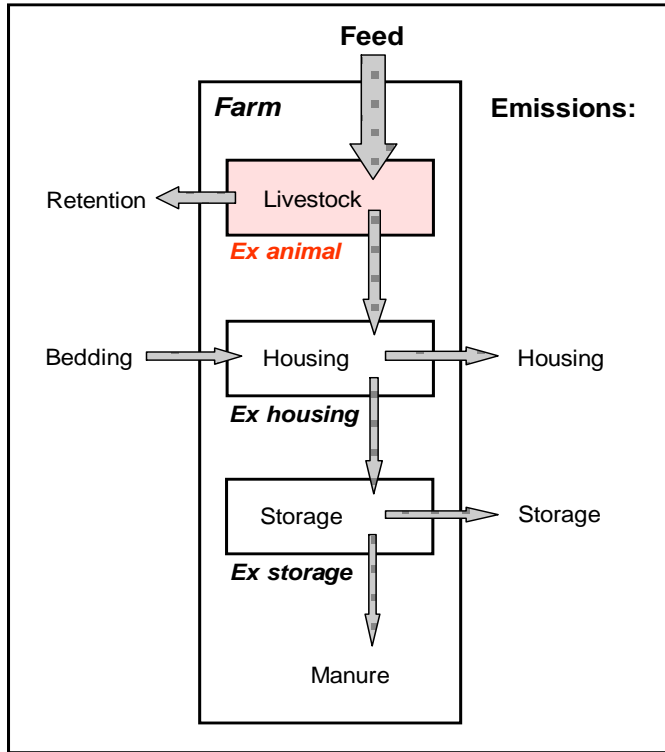 Feed
Farm
Emissions:
Retention
Livestock
Ex animal
Bedding
Housing
Housing
Ex housing
Storage
Storage
Ex storage
Manure